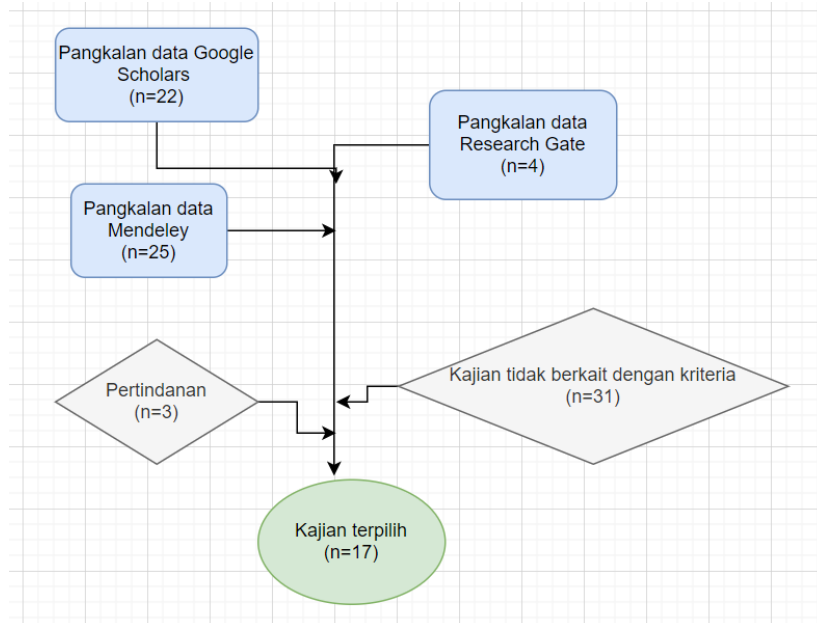 Pangkalan data Google
Scholars
(n=22)
Pangkalan data
Research Gate
(n=4)
Pangkalan data
Mendeley
(n=25)
Pertindanan
(n=3)
Kajian tidak berkait dengan kriteria
(n=31)
Kajian terpilih
(n=17)